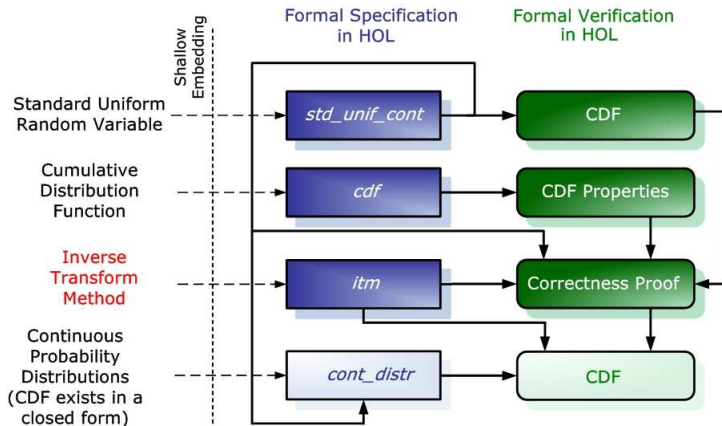 Formal Specification
in HOL
Formal Verification
in HOL
Shallow
Embedding
Standard Uniform
Random Variable
std_unif_cont
CDF
Cumulative
Distribution
Function
cdf
CDF Properties
Inverse
Transform
Method
itm
Correctness Proof
Continuous
Probability
Distributions
(CDF exists in a
closed form)
cont_distr
CDF